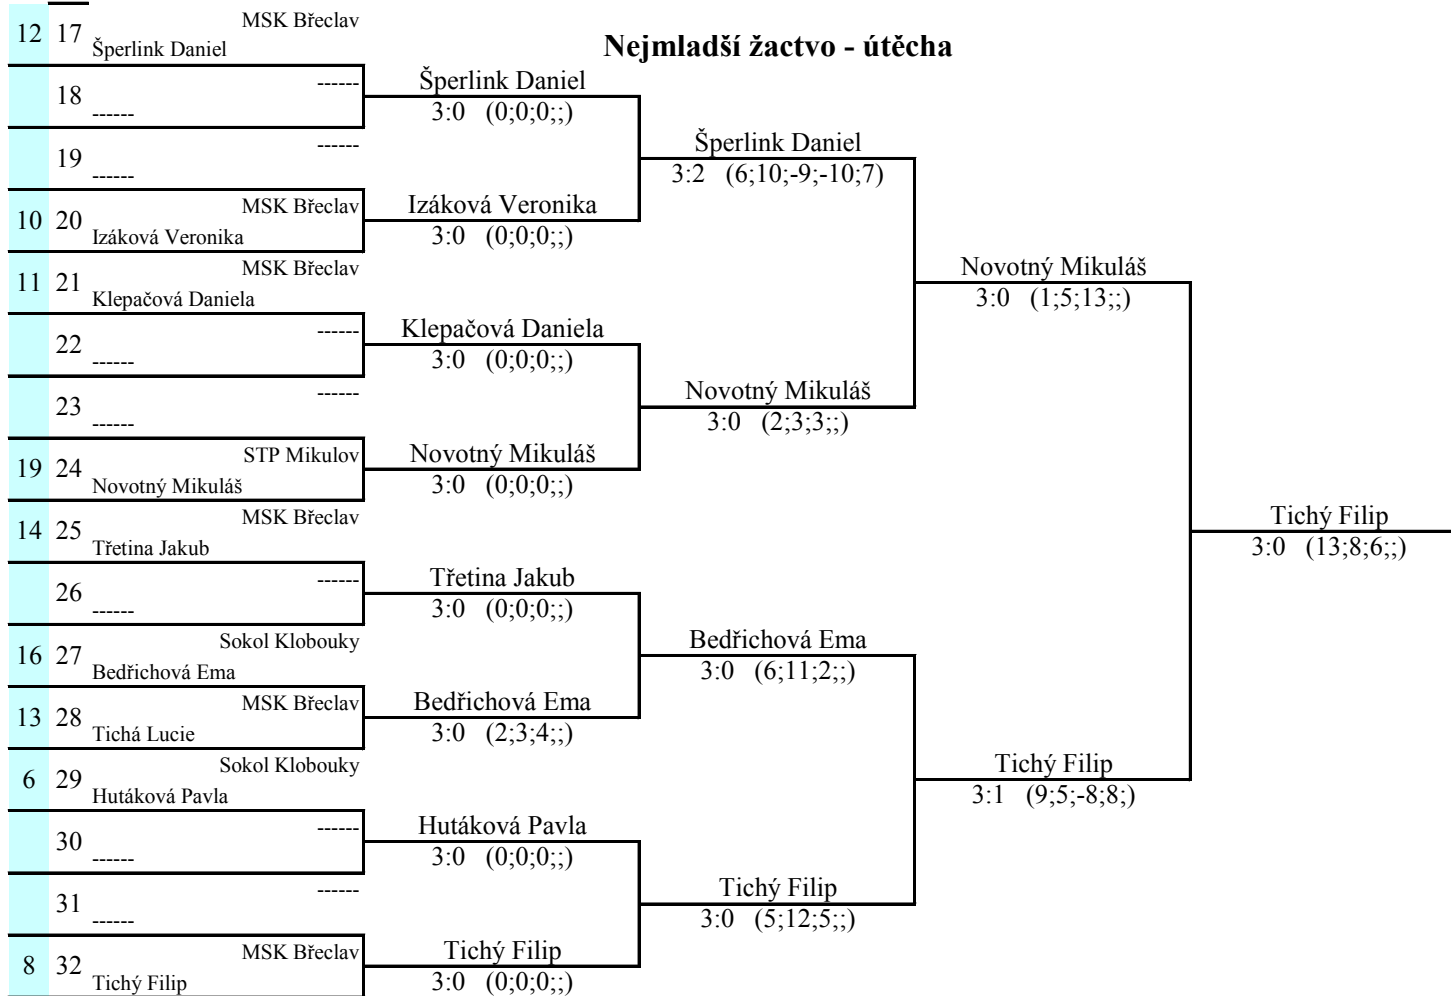 MSK Břeclav
12 17 Šperlink Daniel
Nejmladší žactvo - útěcha
------ Šperlink Daniel
18 ------ 3:0 (0;0;0;;)
Šperlink Daniel
19 ------ ------ 3:2 (6;10;-9;-10;7)
MSK Břeclav Izáková Veronika
10 20 Izáková Veronika 3:0 (0;0;0;;)
MSK Břeclav Novotný Mikuláš
11 21 Klepačová Daniela 3:0 (1;5;13;;)
------ Klepačová Daniela
22 ------ 3:0 (0;0;0;;)
------ Novotný Mikuláš
23 ------ 3:0 (2;3;3;;)
STP Mikulov Novotný Mikuláš
19 24 Novotný Mikuláš 3:0 (0;0;0;;)
MSK Břeclav Tichý Filip
14 25 Třetina Jakub 3:0 (13;8;6;;)
------ Třetina Jakub
26 ------ 3:0 (0;0;0;;)
Sokol Klobouky Bedřichová Ema
16 27 Bedřichová Ema 3:0 (6;11;2;;)
MSK Břeclav Bedřichová Ema
13 28 Tichá Lucie 3:0 (2;3;4;;)
Sokol Klobouky Tichý Filip
6 29 Hutáková Pavla 3:1 (9;5;-8;8;)
------ Hutáková Pavla
30 ------ 3:0 (0;0;0;;)
------ Tichý Filip
31 ------ 3:0 (5;12;5;;)
MSK Břeclav Tichý Filip
8 32 Tichý Filip 3:0 (0;0;0;;)